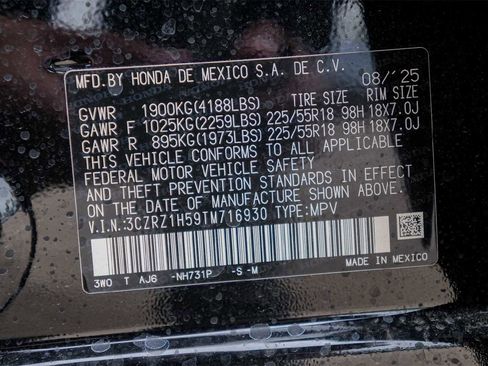 MFD. BY HONDA DE MEXICO S.A. DE C.V. 08/'25
GVWR 1900KG(4188LBS) TIRE SIZE RIM SIZE
GAWR F 1025KG(2259LBS) 225/55R18 98H 18X7.0J
GAWR R 895KG(1973LBS) 225/55R18 98H 18X7.0J
THIS VEHICLE CONFORMS TO ALL APPLICABLE
FEDERAL MOTOR VEHICLE SAFETY
AND THEFT PREVENTION STANDARDS IN EFFECT
ON THE DATE OF MANUFACTURE SHOWN ABOVE.
V.I.N.:3CZRZ1H59TM716930 TYPE:MPV
3W0 T AJ6 -NH731P -S -M
MADE IN MEXICO